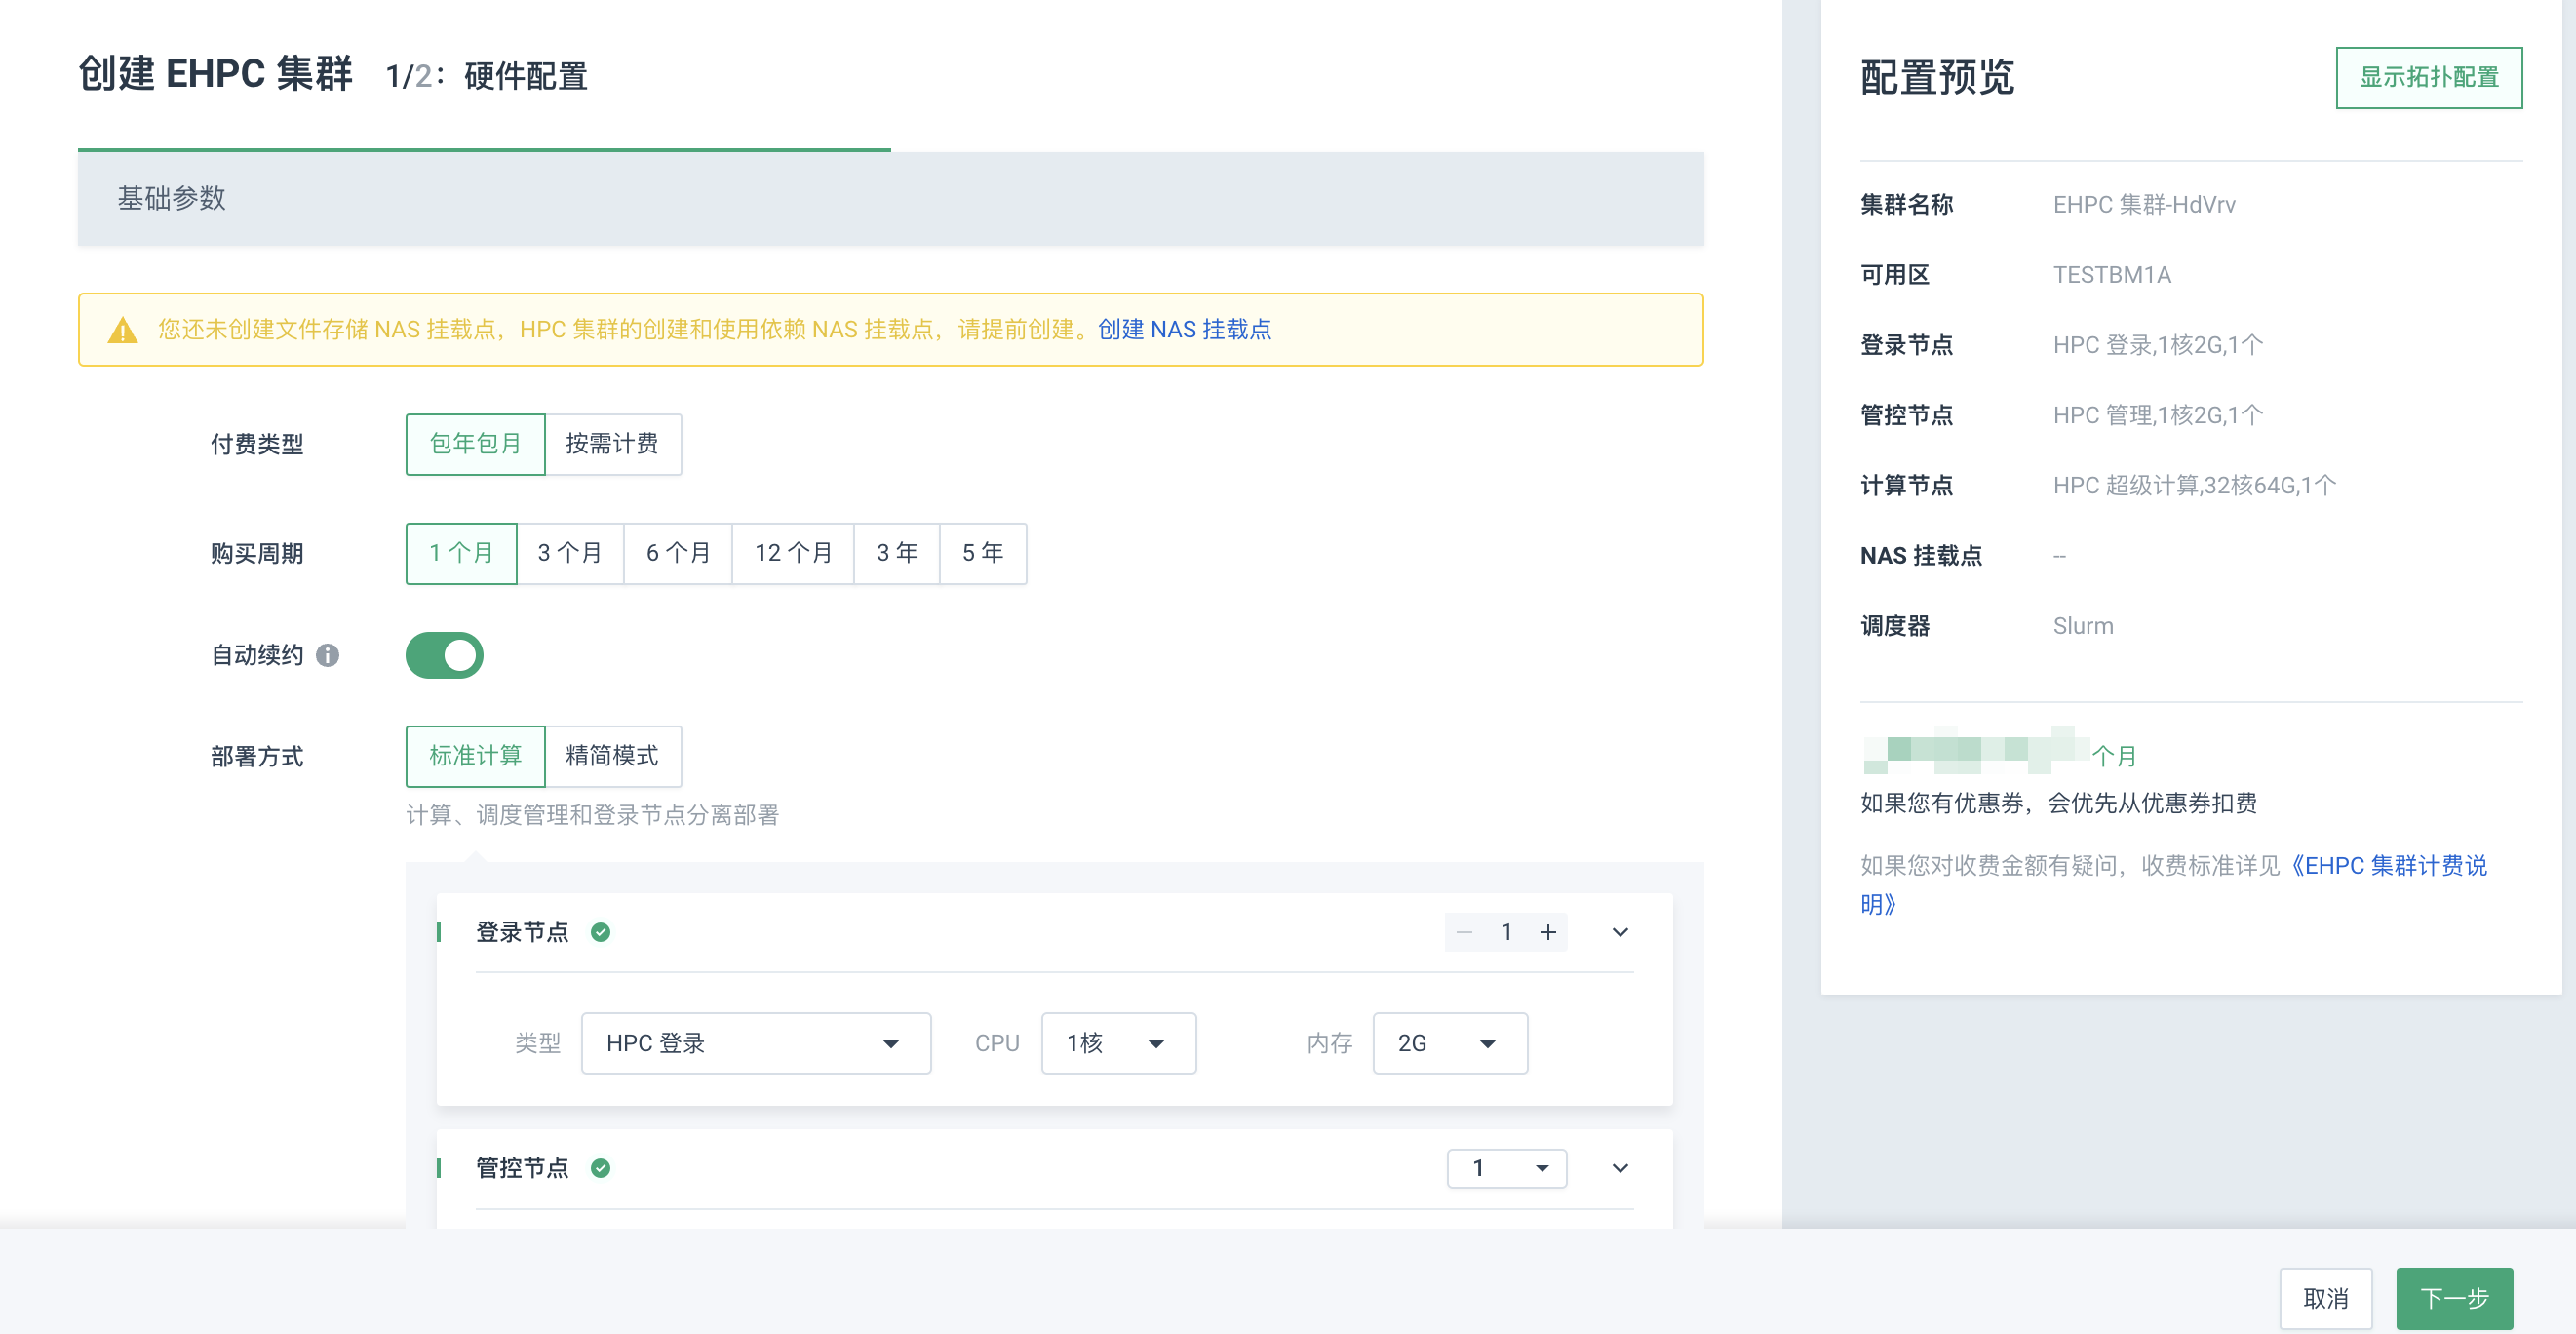 创建 EHPC 集群 1/2：硬件配置
基础参数
您还未创建文件存储 NAS 挂载点，HPC 集群的创建和使用依赖 NAS 挂载点，请提前创建。创建 NAS 挂载点
付费类型 包年包月 按需计费
购买周期 1 个月 3 个月 6 个月 12 个月 3 年 5 年
自动续约
部署方式 标准计算 精简模式
计算、调度管理和登录节点分离部署
登录节点 1
类型 HPC 登录 CPU 1核 内存 2G
管控节点 1
配置预览 显示拓扑配置
集群名称 EHPC 集群-HdVrv
可用区 TESTBM1A
登录节点 HPC 登录,1核2G,1个
管控节点 HPC 管理,1核2G,1个
计算节点 HPC 超级计算,32核64G,1个
NAS 挂载点 --
调度器 Slurm
个月
如果您有优惠券，会优先从优惠券扣费
如果您对收费金额有疑问，收费标准详见《EHPC 集群计费说
明》
取消 下一步